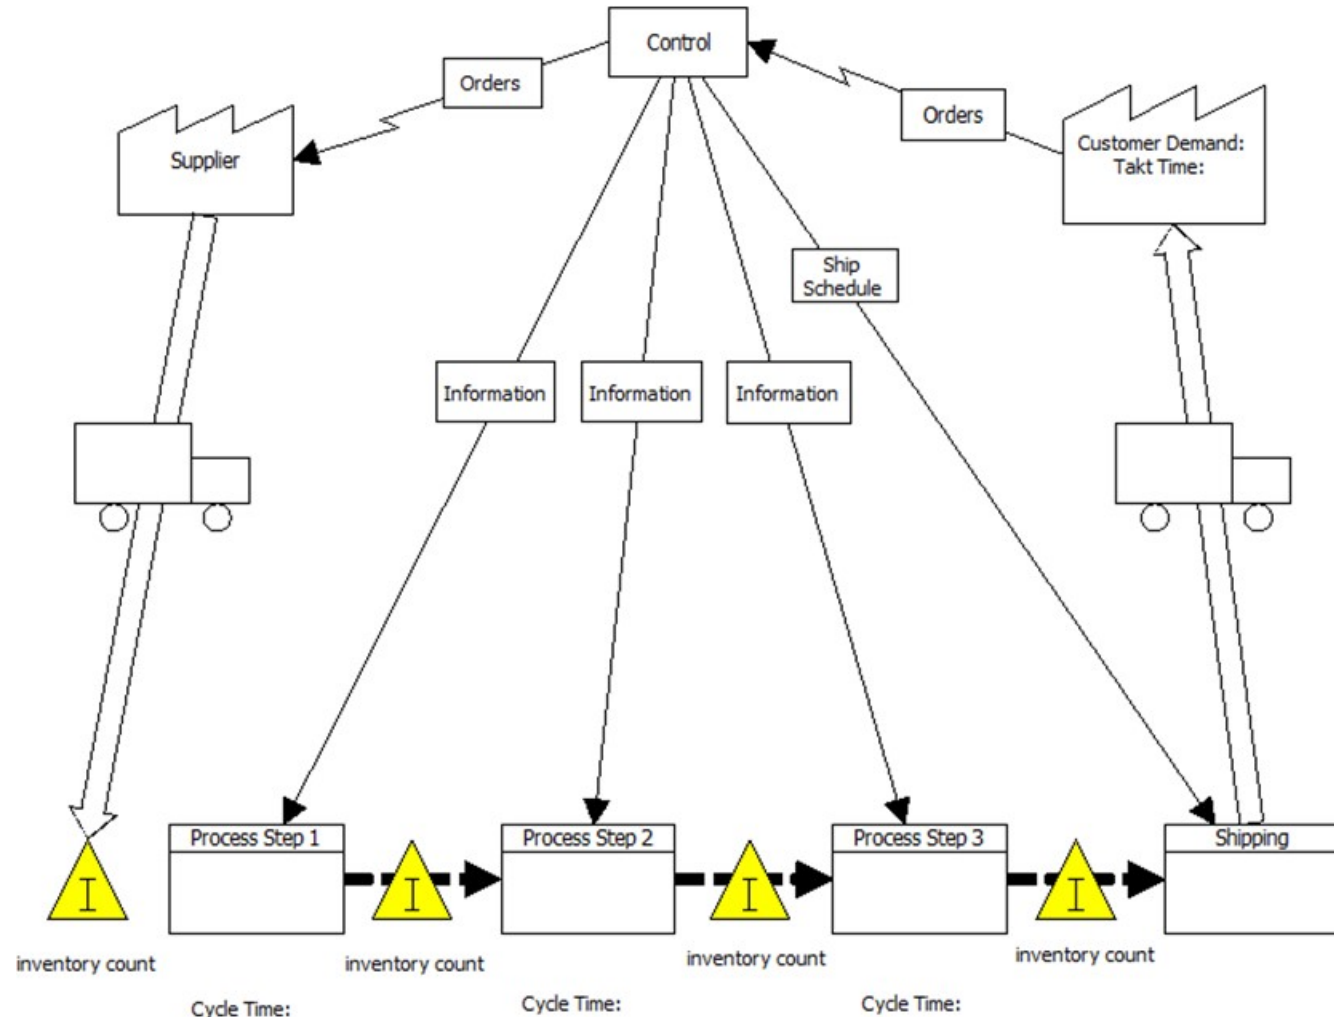 Control
Orders
Orders
Supplier
Customer Demand:
Takt Time:
Ship
Schedule
Information
Information
Information
Process Step 1
Process Step 2
Process Step 3
Shipping
I
I
I
I
inventory count
inventory count
inventory count
inventory count
Cycle Time:
Cycle Time:
Cycle Time: